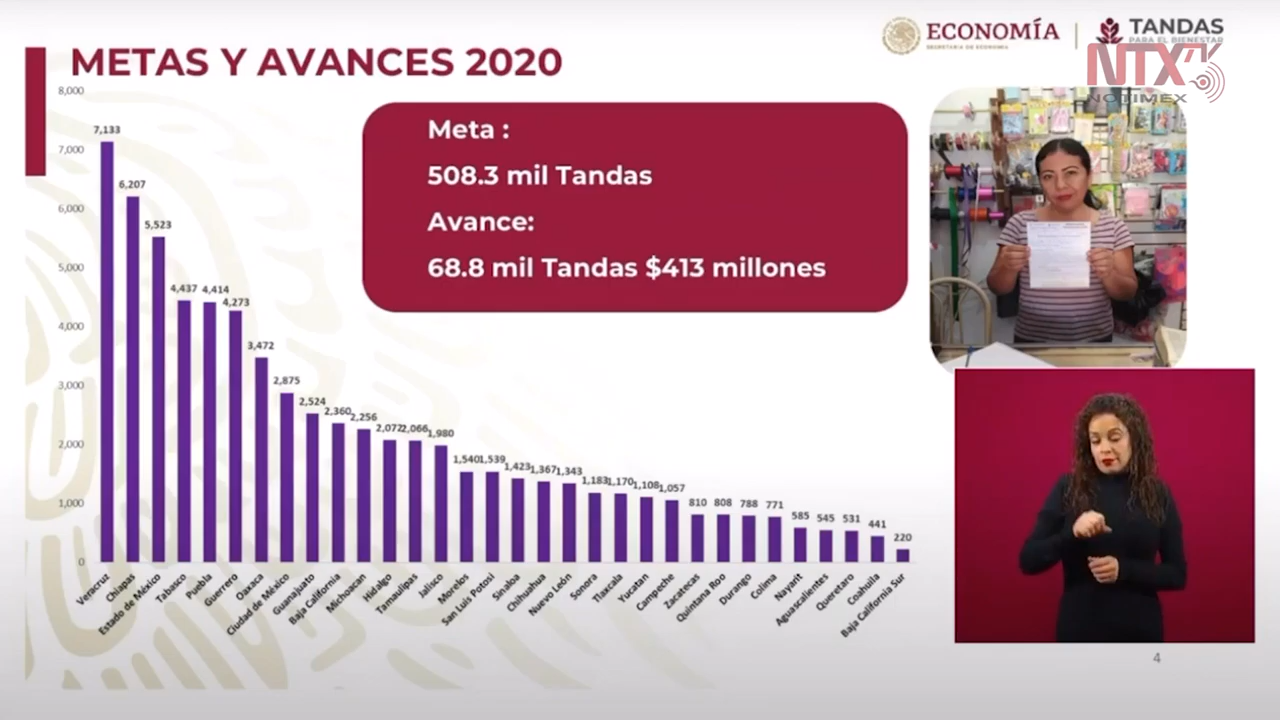 ECONOMÍA
SECRETARÍA DE ECONOMÍA
TANDAS
PARA EL BIENESTAR
NTX
NOTIMEX
METAS Y AVANCES 2020
Meta :
508.3 mil Tandas
Avance:
68.8 mil Tandas $413 millones
8,000
7,000
6,000
5,000
4,000
3,000
2,000
1,000
0
7,133
6,207
5,523
4,437
4,414
4,273
3,472
2,875
2,524
2,360
2,256
2,072
2,066
1,980
1,540
1,539
1,423
1,367
1,343
1,183
1,170
1,108
1,057
810
808
788
771
585
545
531
441
220
Veracruz
Chiapas
Estado de México
Tabasco
Puebla
Guerrero
Oaxaca
Ciudad de México
Guanajuato
Baja California
Michoacan
Hidalgo
Tamaulipas
Jalisco
Morelos
San Luis Potosi
Sinaloa
Chihuahua
Nuevo León
Sonora
Tlaxcala
Yucatan
Campeche
Zacatecas
Quintana Roo
Durango
Colima
Nayarit
Aguascalientes
Queretaro
Coahuila
Baja California Sur
4